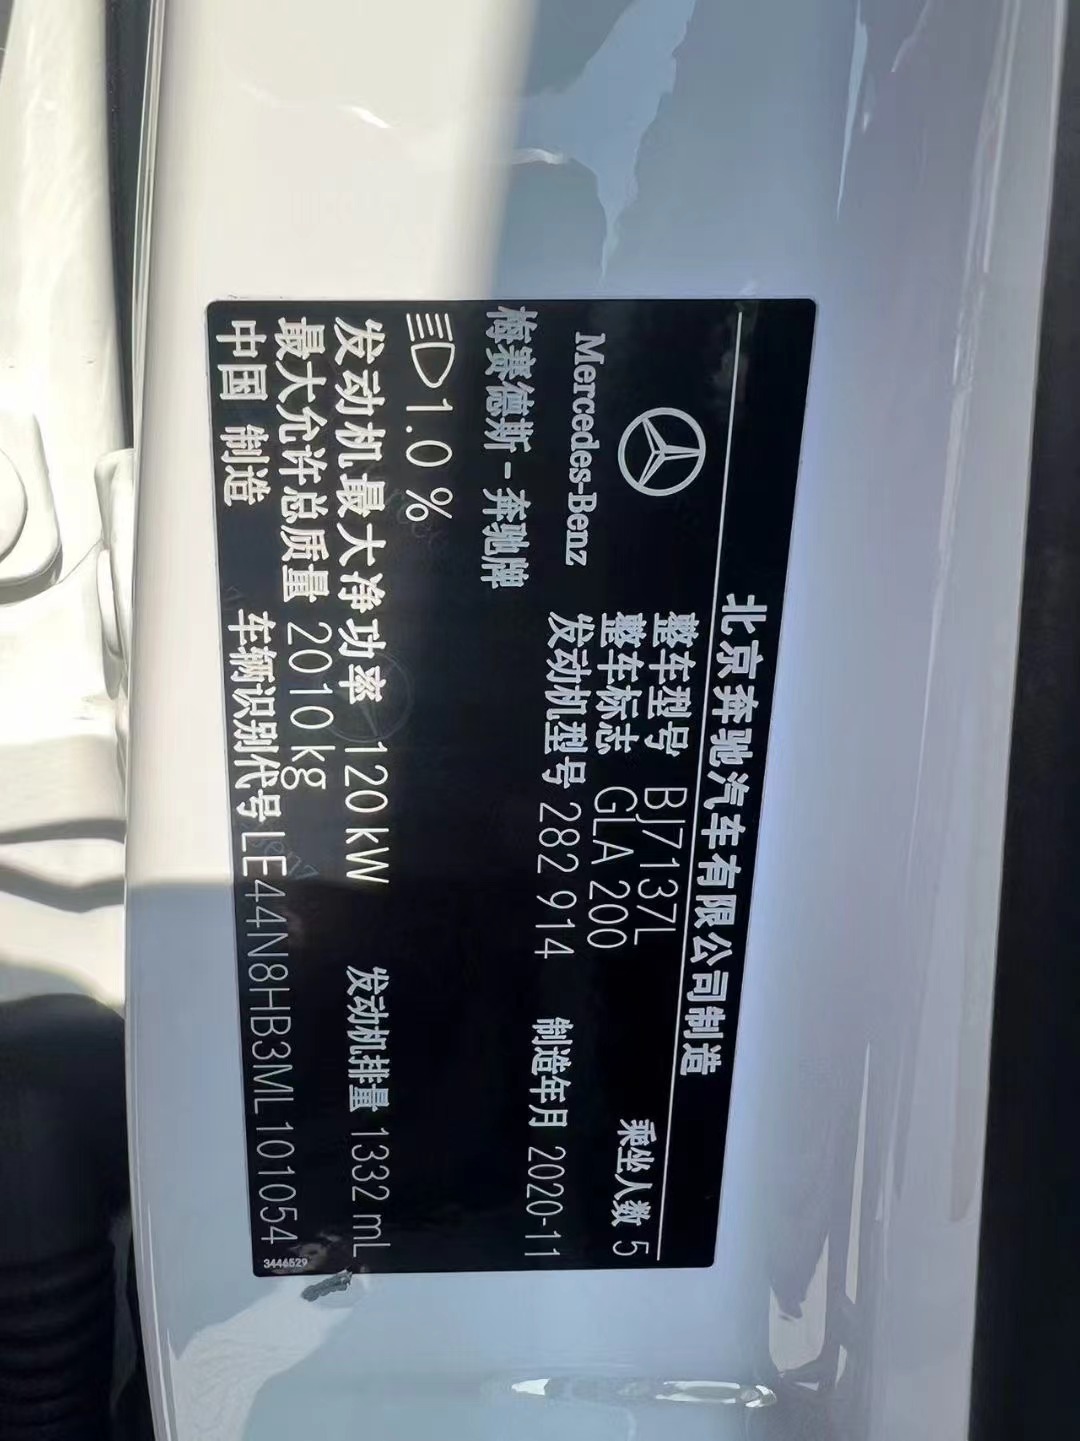 北京奔驰汽车有限公司制造
Mercedes-Benz
梅赛德斯-奔驰牌
整车型号 BJ7137L
整车标志 GLA 200
乘坐人数 5
发动机型号 282 914
制造年月 2020-11
1.0 %
发动机最大净功率 120 kW
发动机排量 1332 mL
最大允许总质量 2010 kg
中国 制造
车辆识别代号 LE44N8HB3ML101054
3446529